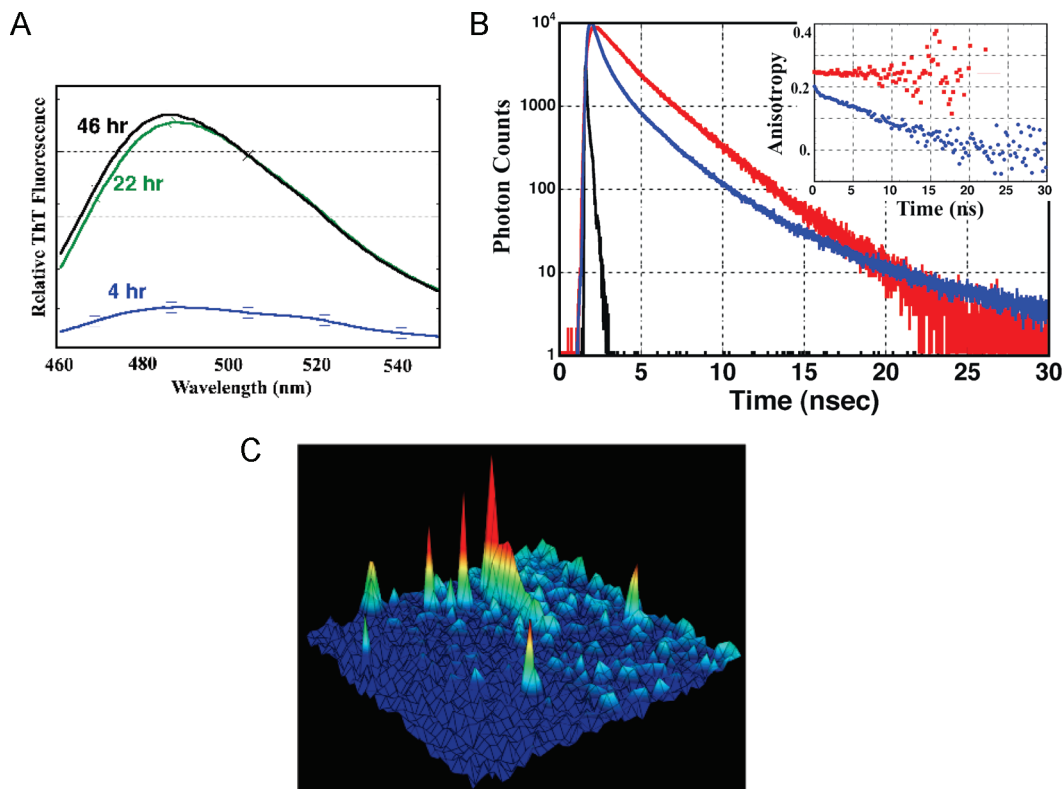 A
Relative ThT Fluorescence
46 hr
22 hr
4 hr
460 480 500 520 540
Wavelength (nm)
B
Photon Counts
10⁴
1000
100
10
1
0 5 10 15 20 25 30
Time (nsec)
Anisotropy
0.4
0.2
0.
0 5 10 15 20 25 30
Time (ns)
C